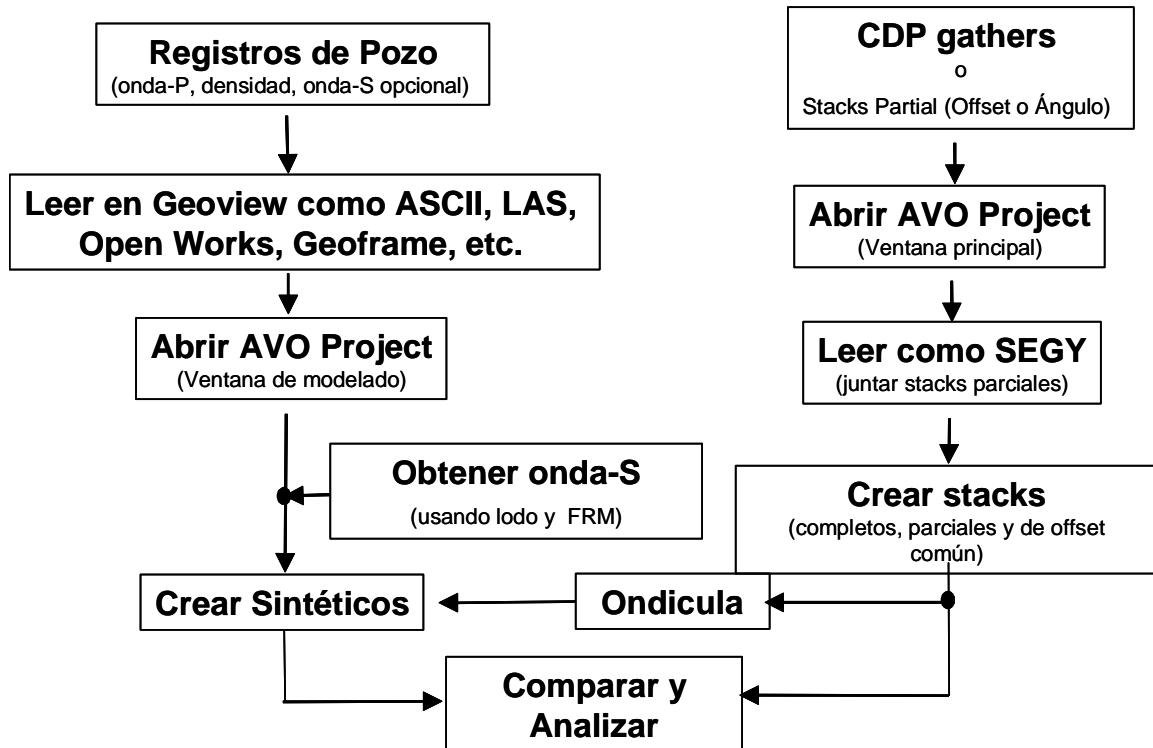 Registros de Pozo
(onda-P, densidad, onda-S opcional)
Leer en Geoview como ASCII, LAS,
Open Works, Geoframe, etc.
Abrir AVO Project
(Ventana de modelado)
Obtener onda-S
(usando lodo y FRM)
Crear Sintéticos
CDP gathers
o
Stacks Partial (Offset o Ángulo)
Abrir AVO Project
(Ventana principal)
Leer como SEGY
(juntar stacks parciales)
Crear stacks
(completos, parciales y de offset
común)
Ondicula
Comparar y
Analizar